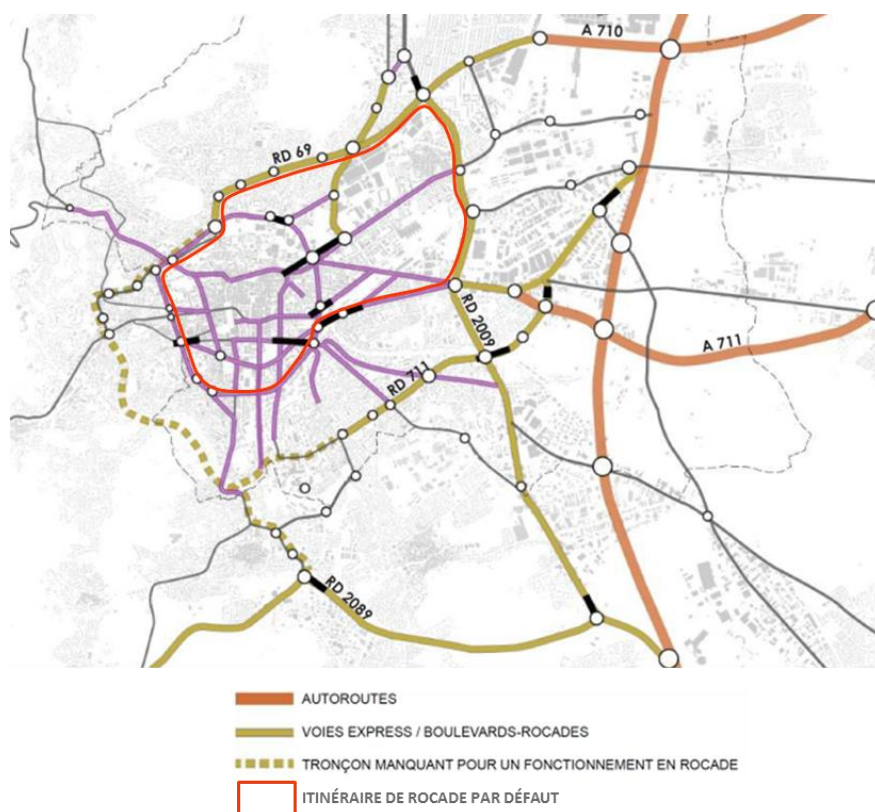 A 710
RD 69
RD 2009
A 711
RD 711
RD 2089
AUTOROUTES
VOIES EXPRESS / BOULEVARDS-ROCADES
TRONÇON MANQUANT POUR UN FONCTIONNEMENT EN ROCADE
ITINÉRAIRE DE ROCADE PAR DÉFAUT